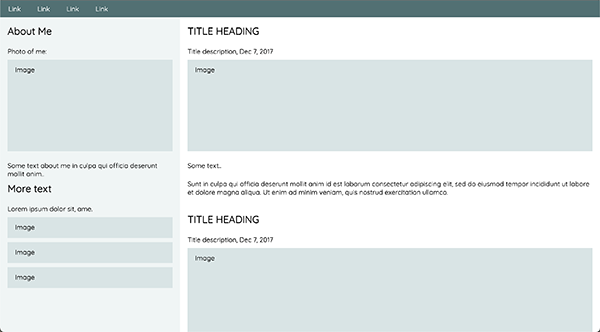 Link Link Link Link
About Me
Photo of me:
Image
Some text about me in culpa qui officia deserunt
mollit anim..
More text
Lorem ipsum dolor sit, ame.
Image
Image
Image
TITLE HEADING
Title description, Dec 7, 2017
Image
Some text..
Sunt in culpa qui officia deserunt mollit anim id est laborum consectetur adipiscing elit, sed do eiusmod tempor incididunt ut labore
et dolore magna aliqua. Ut enim ad minim veniam, quis nostrud exercitation ullamco.
TITLE HEADING
Title description, Dec 7, 2017
Image